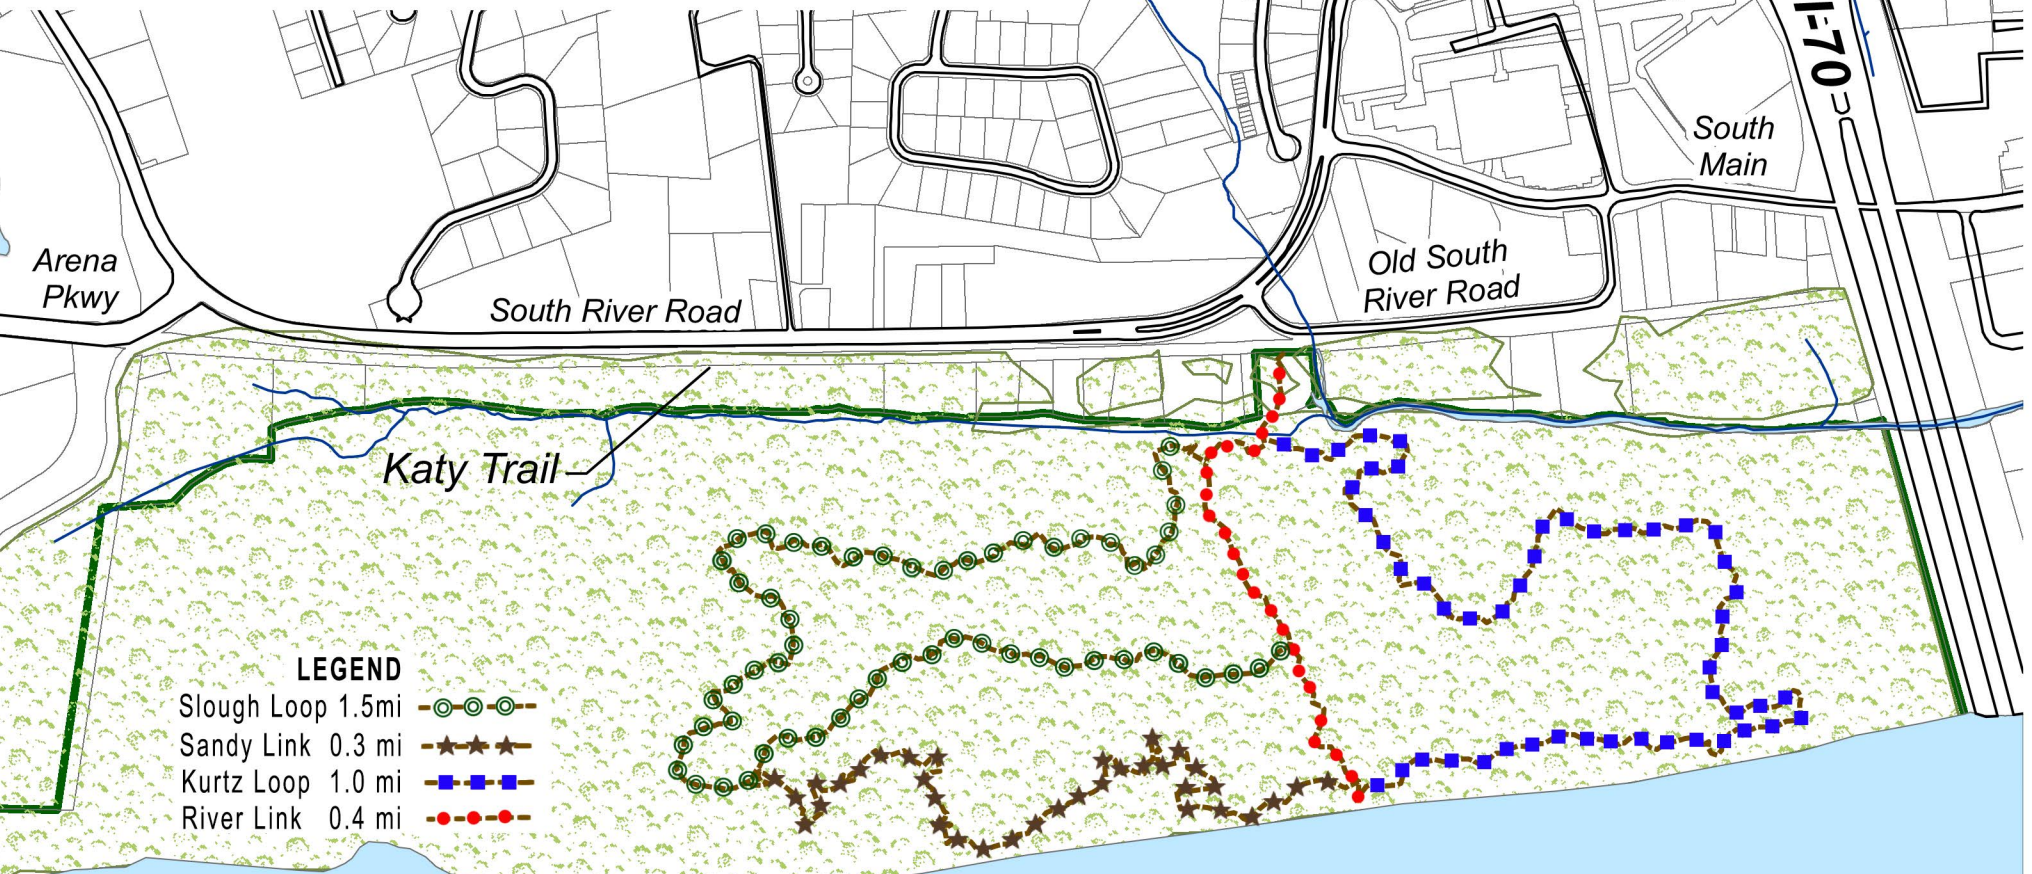 I-70
South
Main
Arena
Pkwy
Old South
River Road
South River Road
Katy Trail
LEGEND
Slough Loop 1.5mi
Sandy Link 0.3 mi
Kurtz Loop 1.0 mi
River Link 0.4 mi